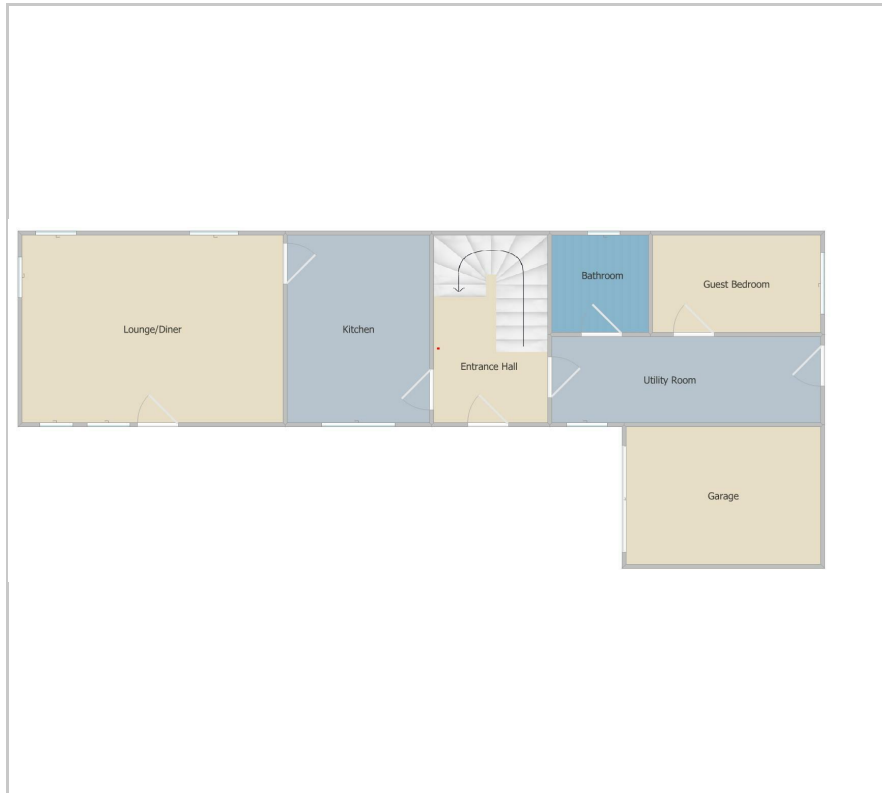 Bathroom
Guest Bedroom
Lounge/Diner
Kitchen
Entrance Hall
Utility Room
Garage